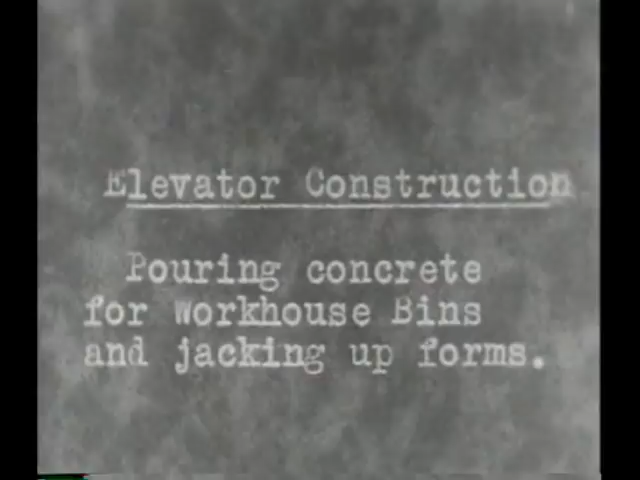 Elevator Construction
Pouring concrete
for Workhouse Bins
and jacking up forms.